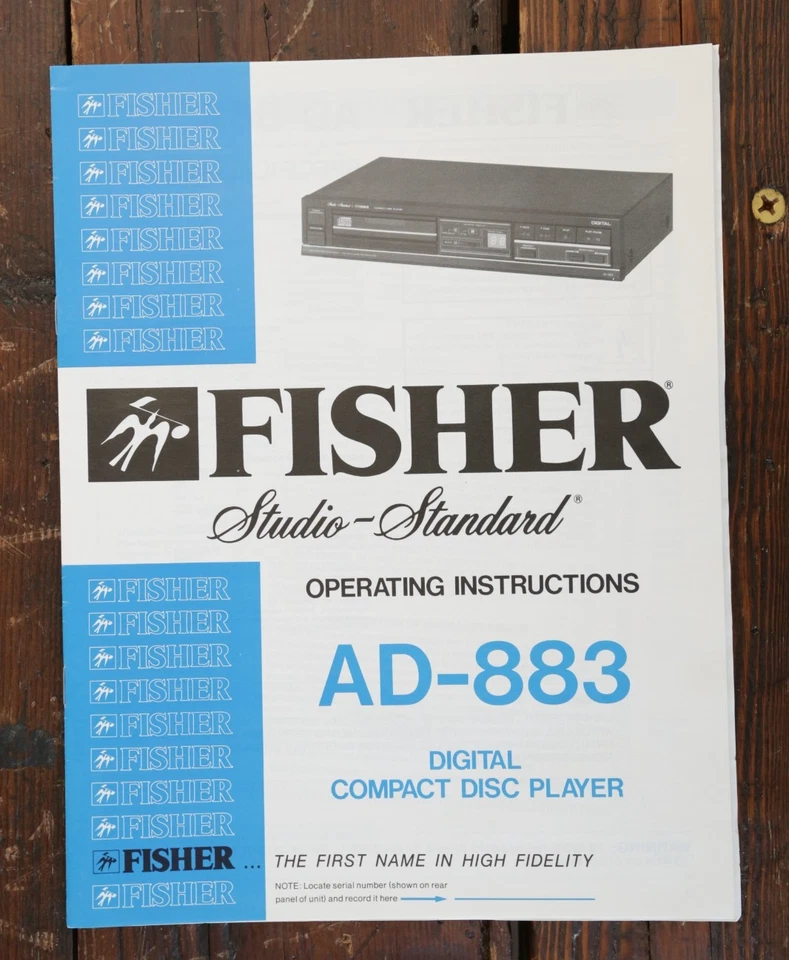 FISHER
FISHER
FISHER
FISHER
FISHER
FISHER
FISHER
FISHER
DIGITAL
FISHER®
Studio-Standard®
OPERATING INSTRUCTIONS
AD-883
DIGITAL
COMPACT DISC PLAYER
FISHER
FISHER
FISHER
FISHER
FISHER
FISHER
FISHER
FISHER
FISHER ... THE FIRST NAME IN HIGH FIDELITY
FISHER
NOTE: Locate serial number (shown on rear
panel of unit) and record it here